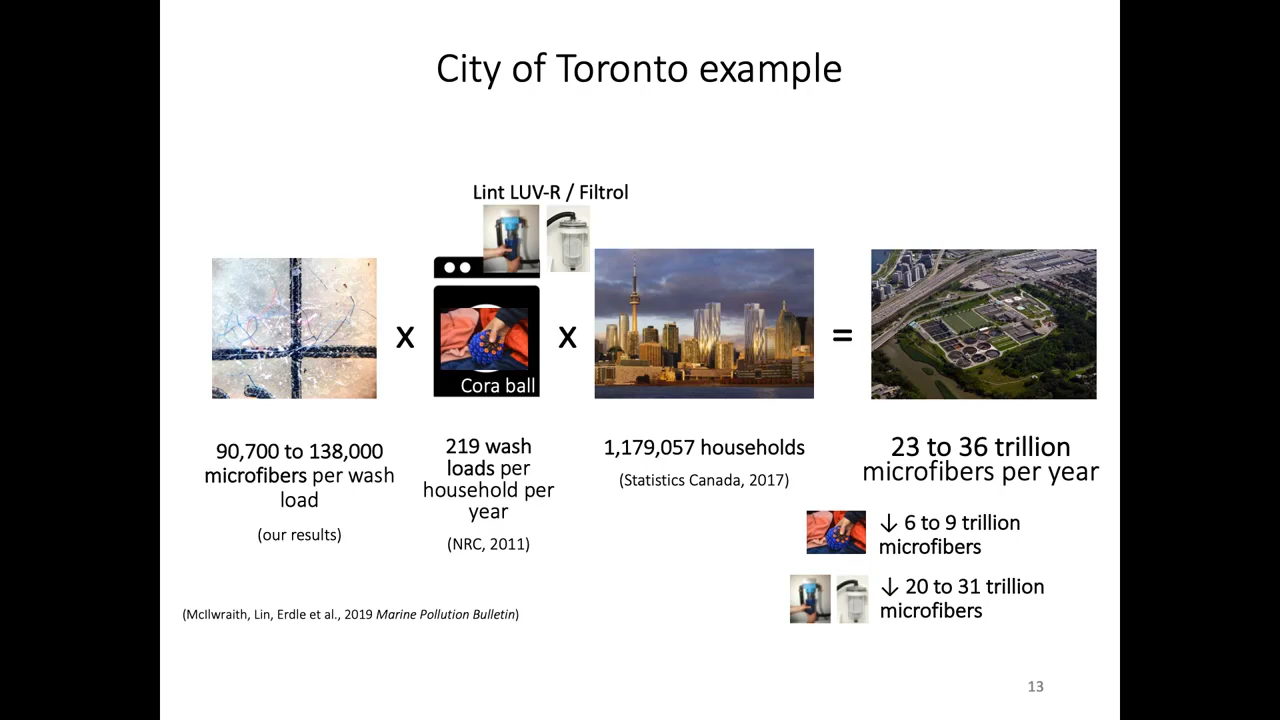 City of Toronto example
Lint LUV-R / Filtrol
x
x
=
Cora ball
90,700 to 138,000
microfibers per wash
load
(our results)
219 wash
loads per
household per
year
(NRC, 2011)
1,179,057 households
(Statistics Canada, 2017)
23 to 36 trillion
microfibers per year
↓ 6 to 9 trillion
microfibers
↓ 20 to 31 trillion
microfibers
(McIlwraith, Lin, Erdle et al., 2019 Marine Pollution Bulletin)
13